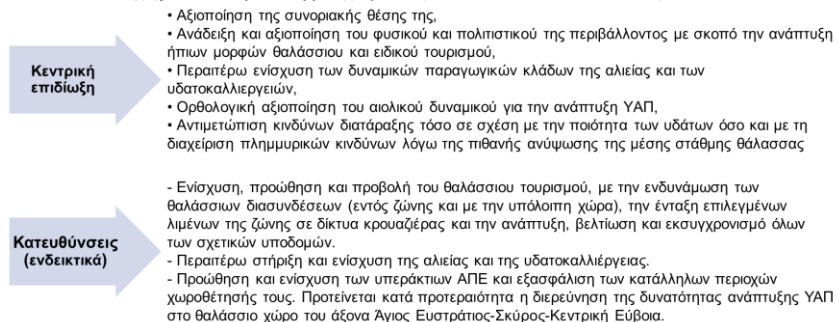 • Αξιοποίηση της συνοριακής θέσης της,
• Ανάδειξη και αξιοποίηση του φυσικού και πολιτιστικού της περιβάλλοντος με σκοπό την ανάπτυξη
ήπιων μορφών θαλάσσιου και ειδικού τουρισμού,
Κεντρική
επιδίωξη
• Περαιτέρω ενίσχυση των δυναμικών παραγωγικών κλάδων της αλιείας και των
υδατοκαλλιεργειών,
• Ορθολογική αξιοποίηση του αιολικού δυναμικού για την ανάπτυξη ΥΑΠ,
• Αντιμετώπιση κινδύνων διατάραξης τόσο σε σχέση με την ποιότητα των υδάτων όσο και με τη
διαχείριση πλημμυρικών κινδύνων λόγω της πιθανής ανύψωσης της μέσης στάθμης θάλασσας
Κατευθύνσεις
(ενδεικτικά)
- Ενίσχυση, προώθηση και προβολή του θαλάσσιου τουρισμού, με την ενδυνάμωση των
θαλάσσιων διασυνδέσεων (εντός ζώνης και με την υπόλοιπη χώρα), την ένταξη επιλεγμένων
λιμένων της ζώνης σε δίκτυα κρουαζιέρας και την ανάπτυξη, βελτίωση και εκσυγχρονισμό όλων
των σχετικών υποδομών.
- Περαιτέρω στήριξη και ενίσχυση της αλιείας και της υδατοκαλλιέργειας.
- Προώθηση και ενίσχυση των υπεράκτιων ΑΠΕ και εξασφάλιση των κατάλληλων περιοχών
χωροθέτησής τους. Προτείνεται κατά προτεραιότητα η διερεύνηση της δυνατότητας ανάπτυξης ΥΑΠ
στο θαλάσσιο χώρο του άξονα Άγιος Ευστράτιος-Σκύρος-Κεντρική Εύβοια.